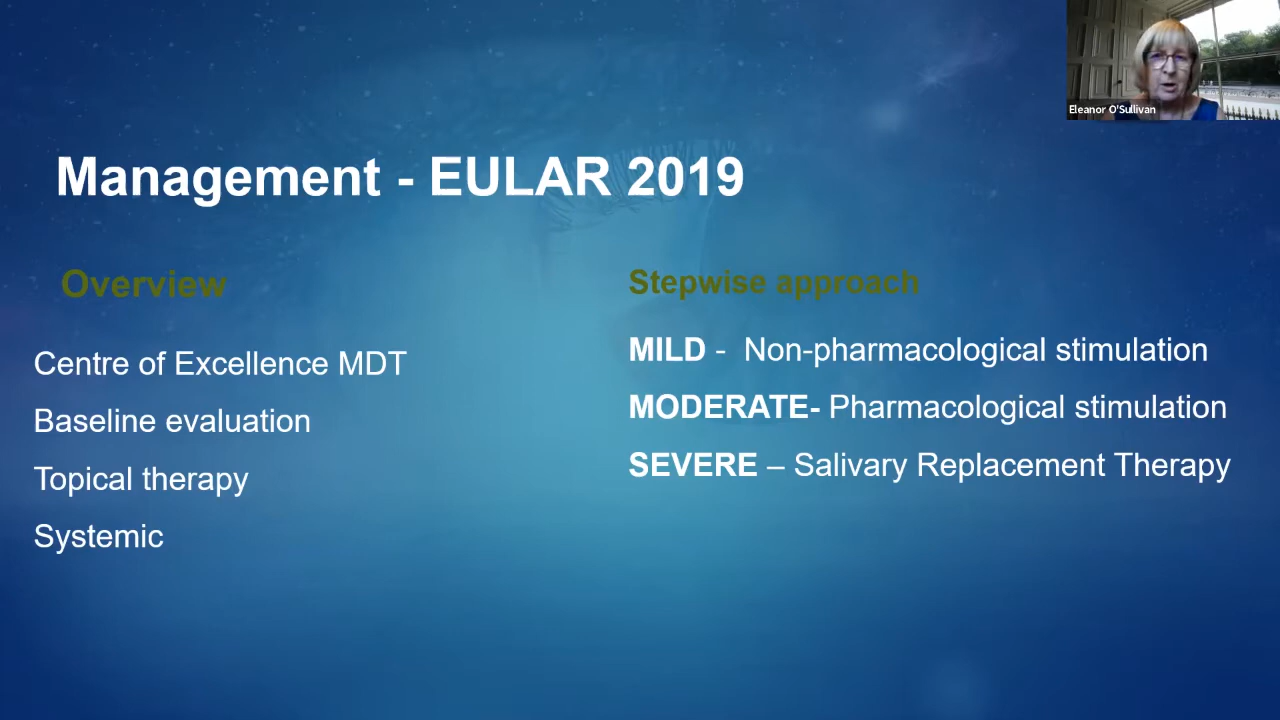 Eleanor O'Sullivan
Management - EULAR 2019
Overview
Centre of Excellence MDT
Baseline evaluation
Topical therapy
Systemic
Stepwise approach
MILD - Non-pharmacological stimulation
MODERATE- Pharmacological stimulation
SEVERE – Salivary Replacement Therapy